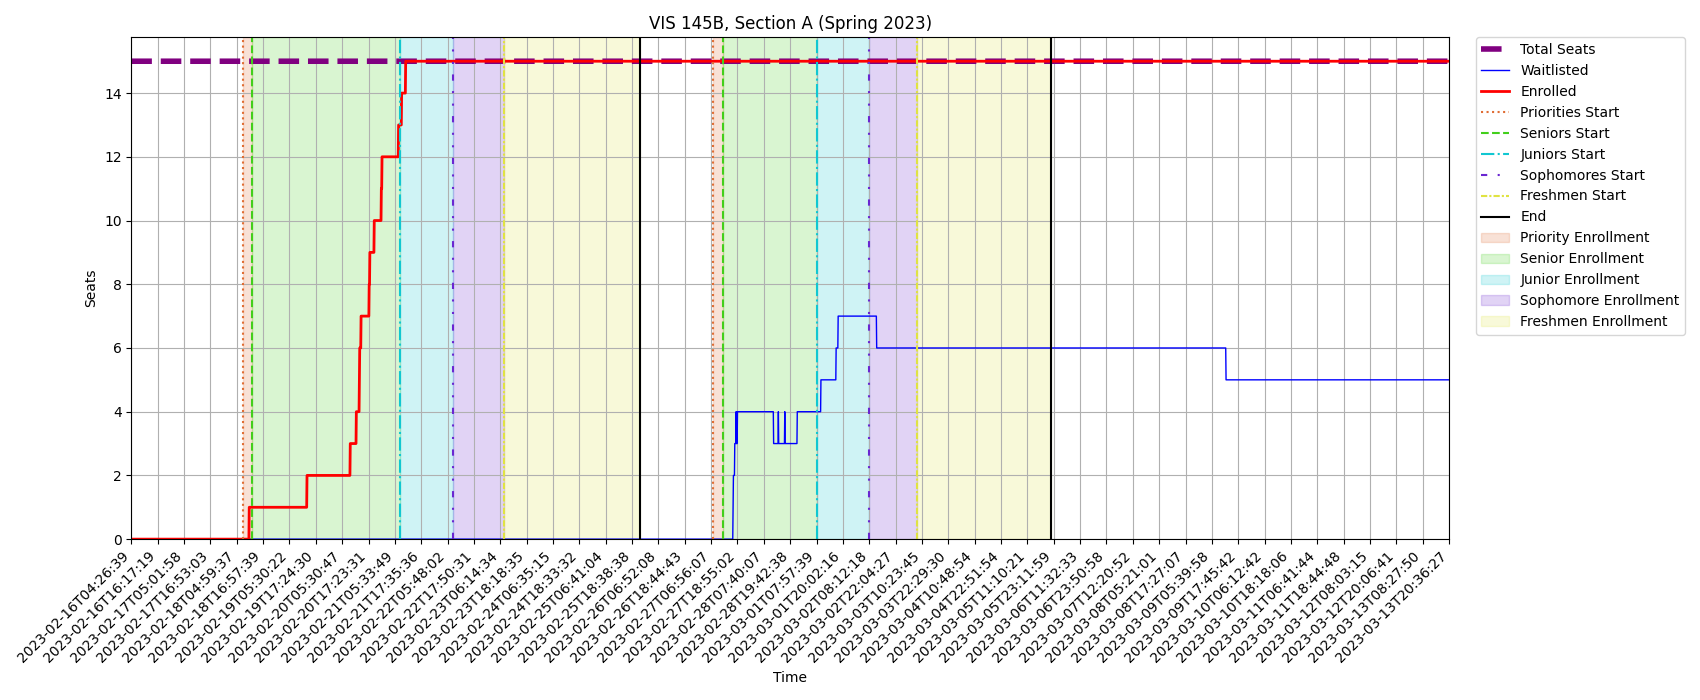 VIS 145B, Section A (Spring 2023)
Seats
14
12
10
8
6
4
2
0
2023-02-16T04:26:39
2023-02-16T16:17:19
2023-02-17T05:01:58
2023-02-17T16:53:03
2023-02-18T04:59:37
2023-02-18T16:57:39
2023-02-19T05:30:22
2023-02-19T17:24:30
2023-02-20T05:30:47
2023-02-20T17:23:31
2023-02-21T05:33:49
2023-02-21T17:35:36
2023-02-22T05:48:02
2023-02-22T17:50:31
2023-02-23T06:14:34
2023-02-23T18:18:35
2023-02-24T06:35:15
2023-02-24T18:33:32
2023-02-25T06:41:04
2023-02-25T18:38:38
2023-02-26T06:52:08
2023-02-26T18:44:43
2023-02-27T06:56:07
2023-02-27T18:55:02
2023-02-28T07:40:07
2023-02-28T19:42:38
2023-03-01T07:57:39
2023-03-01T20:02:16
2023-03-02T08:12:18
2023-03-02T22:04:27
2023-03-03T10:23:45
2023-03-03T22:29:30
2023-03-04T10:48:54
2023-03-04T22:51:54
2023-03-05T11:10:21
2023-03-05T23:11:59
2023-03-06T11:32:33
2023-03-06T23:50:58
2023-03-07T12:20:52
2023-03-08T05:21:01
2023-03-08T17:27:07
2023-03-09T05:39:58
2023-03-09T17:45:42
2023-03-10T06:12:42
2023-03-10T18:18:06
2023-03-11T06:41:44
2023-03-11T18:44:48
2023-03-12T08:03:15
2023-03-12T20:06:41
2023-03-13T08:27:50
2023-03-13T20:36:27
Time
Total Seats
Waitlisted
Enrolled
Priorities Start
Seniors Start
Juniors Start
Sophomores Start
Freshmen Start
End
Priority Enrollment
Senior Enrollment
Junior Enrollment
Sophomore Enrollment
Freshmen Enrollment